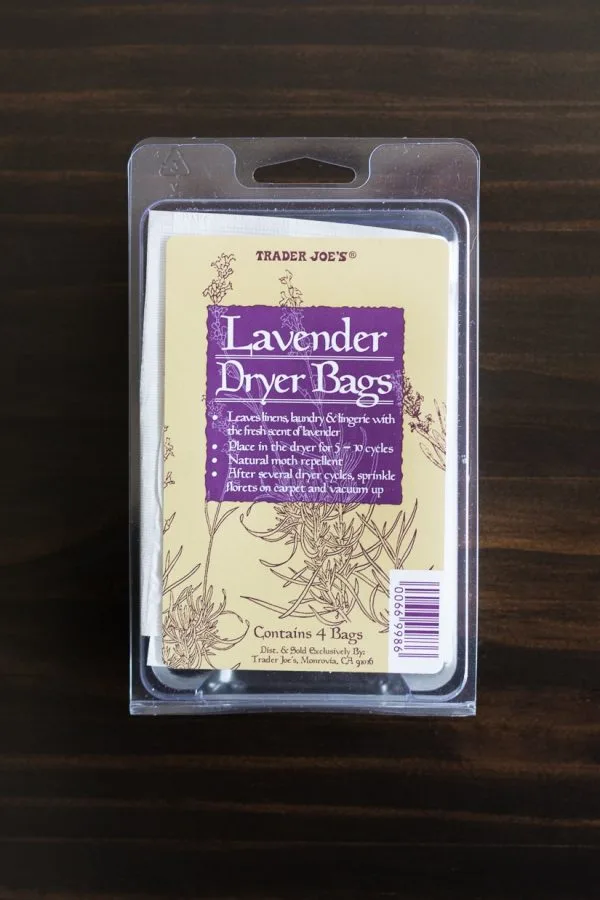 TRADER JOE'S®
Lavender
Dryer Bags
• Leaves linens, laundry & lingerie with
the fresh scent of lavender
• Place in the dryer for 5 – 10 cycles
• Natural moth repellent
• After several dryer cycles, sprinkle
florets on carpet and vacuum up
Contains 4 Bags
Dist. & Sold Exclusively By:
Trader Joe's, Monrovia, CA 91016
0066 9986